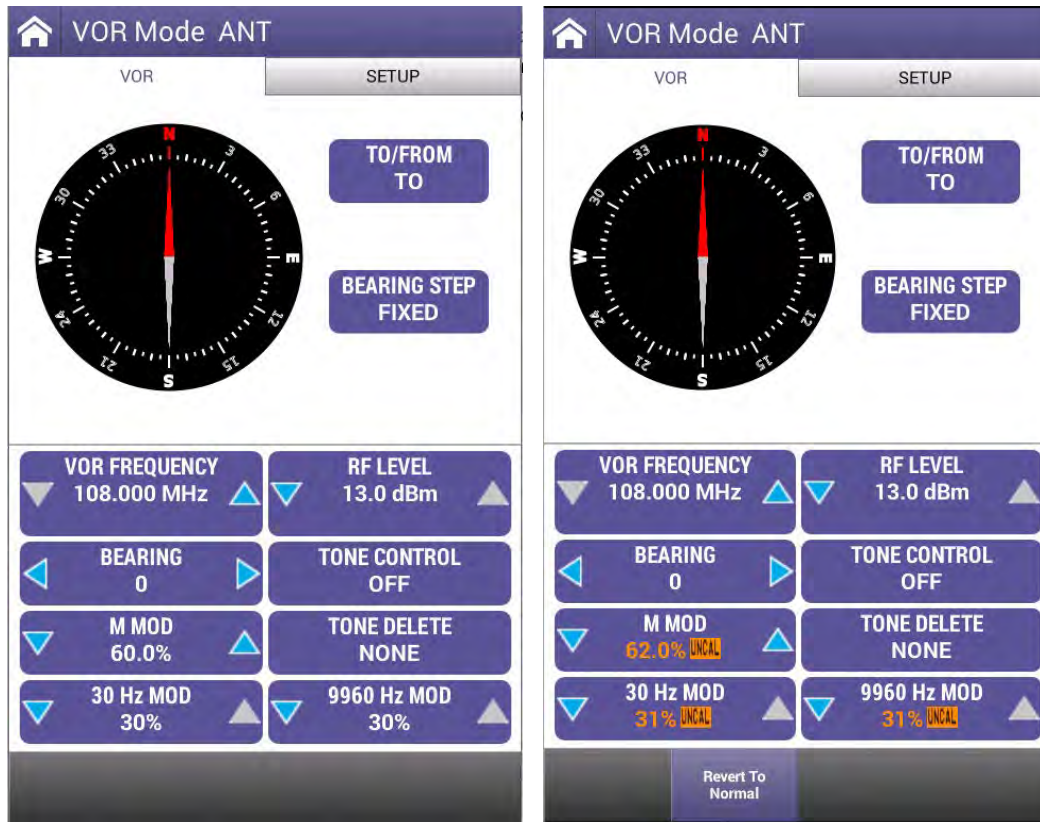 VOR Mode ANT
VOR
SETUP
N
33
3
30
6
W
E
24
12
21
15
S
TO/FROM
TO
BEARING STEP
FIXED
VOR FREQUENCY
108.000 MHz
RF LEVEL
13.0 dBm
BEARING
0
TONE CONTROL
OFF
M MOD
60.0%
TONE DELETE
NONE
30 Hz MOD
30%
9960 Hz MOD
30%
VOR Mode ANT
VOR
SETUP
N
33
3
30
6
W
E
24
12
21
15
S
TO/FROM
TO
BEARING STEP
FIXED
VOR FREQUENCY
108.000 MHz
RF LEVEL
13.0 dBm
BEARING
0
TONE CONTROL
OFF
M MOD
62.0% UNCAL
TONE DELETE
NONE
30 Hz MOD
31% UNCAL
9960 Hz MOD
31% UNCAL
Revert To
Normal